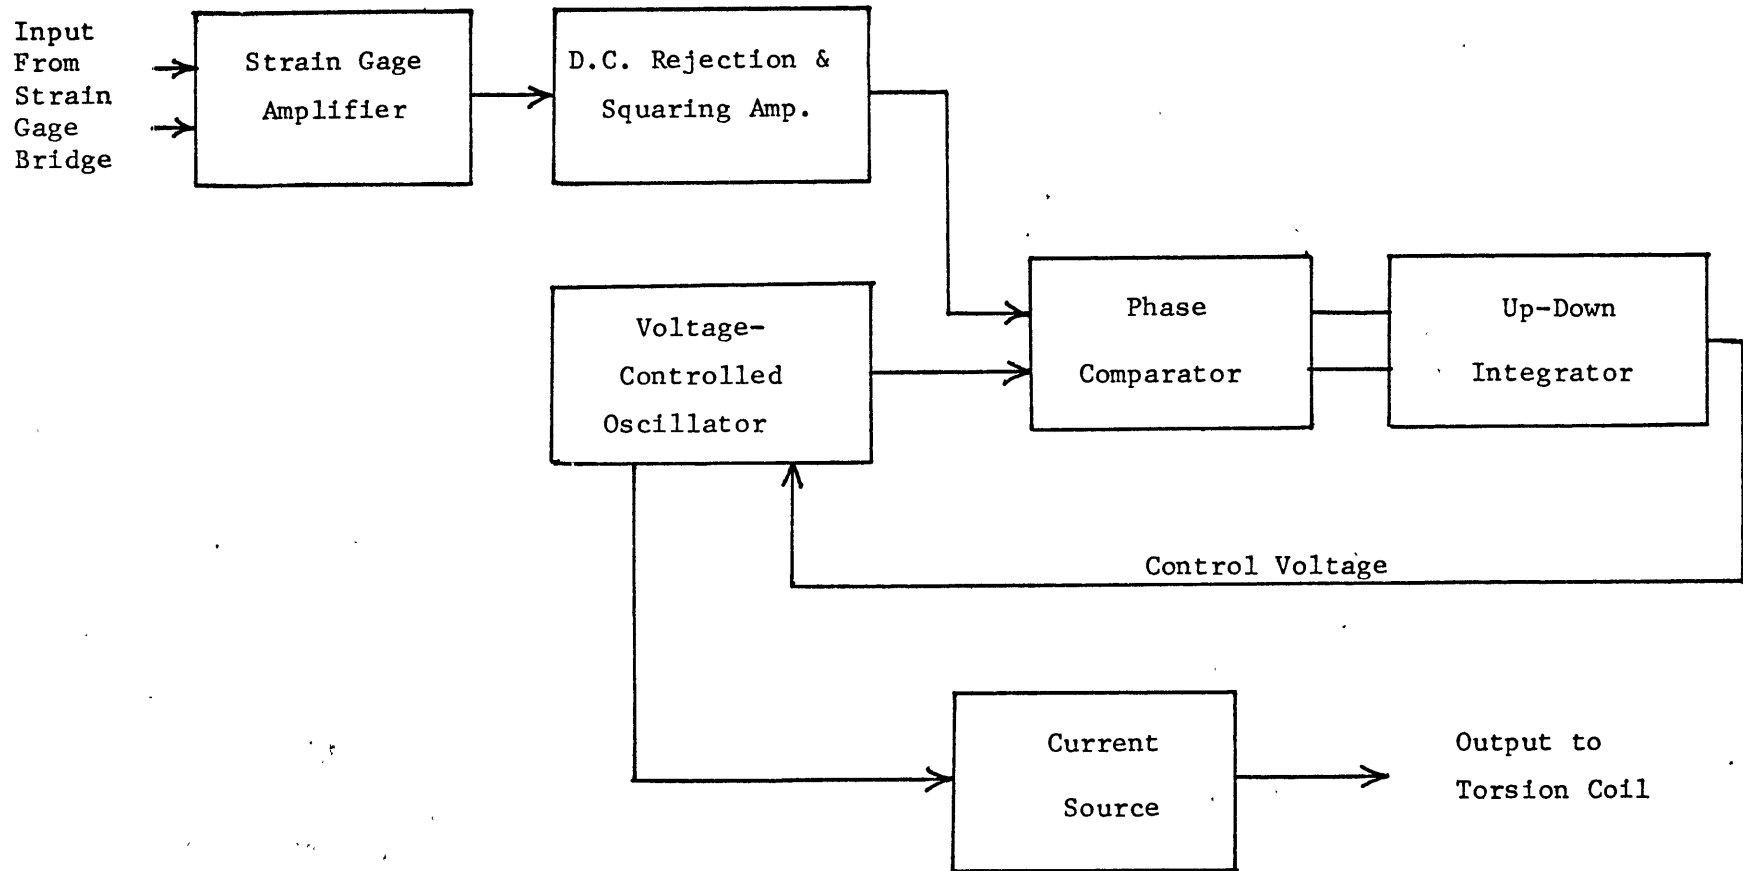 Input
From
Strain
Gage
Bridge
Strain Gage
Amplifier
D.C. Rejection &
Squaring Amp.
Voltage-
Controlled
Oscillator
Phase
Comparator
Up-Down
Integrator
Control Voltage
Current
Source
Output to
Torsion Coil